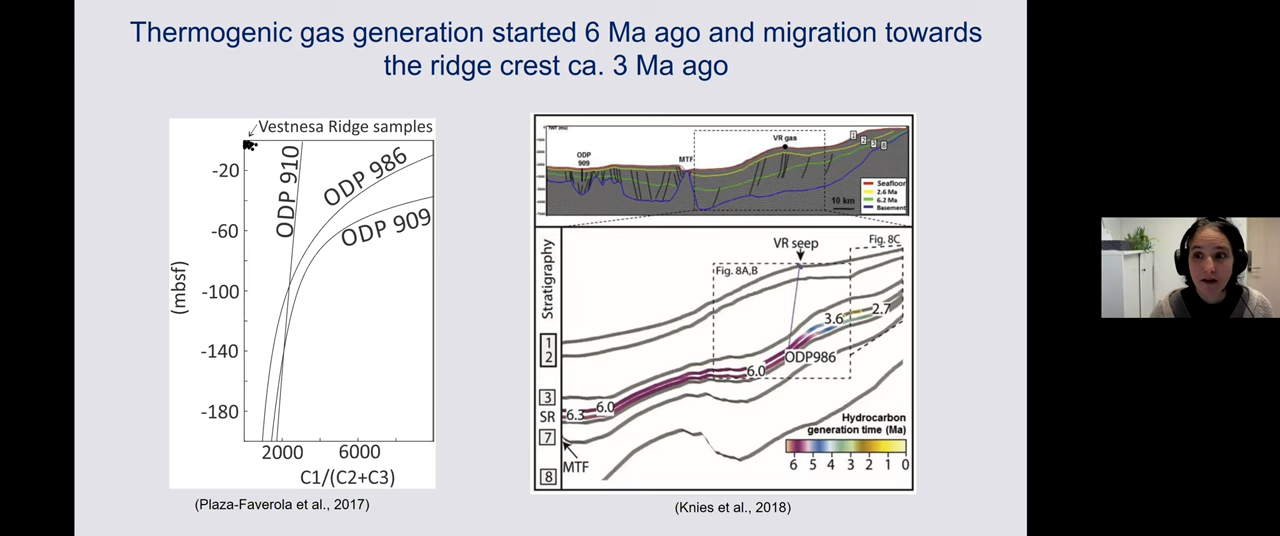 Thermogenic gas generation started 6 Ma ago and migration towards
the ridge crest ca. 3 Ma ago
Vestnesa Ridge samples
ODP 910
ODP 986
ODP 909
-20
-60
-100
-140
-180
(mbsf)
2000 6000
C1/(C2+C3)
(Plaza-Faverola et al., 2017)
ODP
909
MTF
VR gas
1
2
3
8
Seafloor
2.6 Ma
6.2 Ma
Basement
10 km
Stratigraphy
VR seep
Fig. 8C
Fig. 8A,B
3.6
2.7
ODP986
6.0
6.0
6.3
1
2
3
SR
7
8
MTF
Hydrocarbon
generation time (Ma)
6 5 4 3 2 1 0
(Knies et al., 2018)